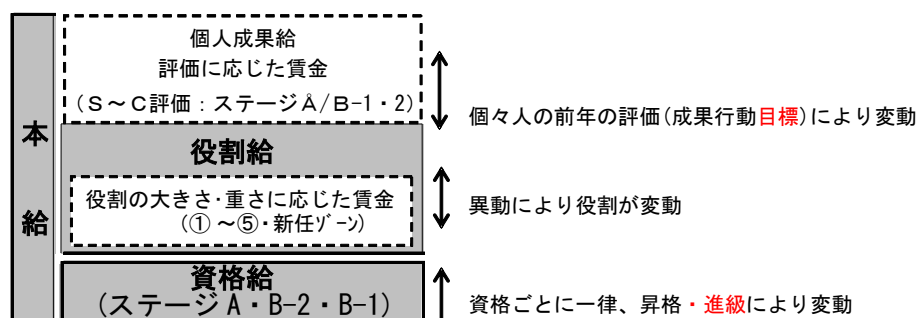 本給
個人成果給
評価に応じた賃金
(S～C評価：ステージA/B-1・2)
個々人の前年の評価(成果行動目標)により変動
役割給
役割の大きさ・重さに応じた賃金
(①～⑤・新任ｿﾞｰﾝ)
異動により役割が変動
資格給
(ステージA・B-2・B-1)
資格ごとに一律、昇格・進級により変動